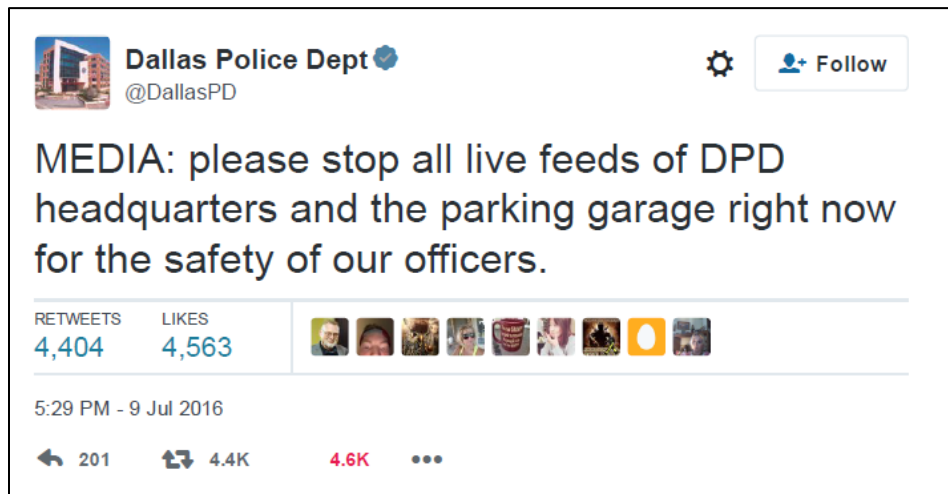 Dallas Police Dept
@DallasPD
Follow
MEDIA: please stop all live feeds of DPD
headquarters and the parking garage right now
for the safety of our officers.
RETWEETS LIKES
4,404 4,563
5:29 PM - 9 Jul 2016
201 4.4K 4.6K